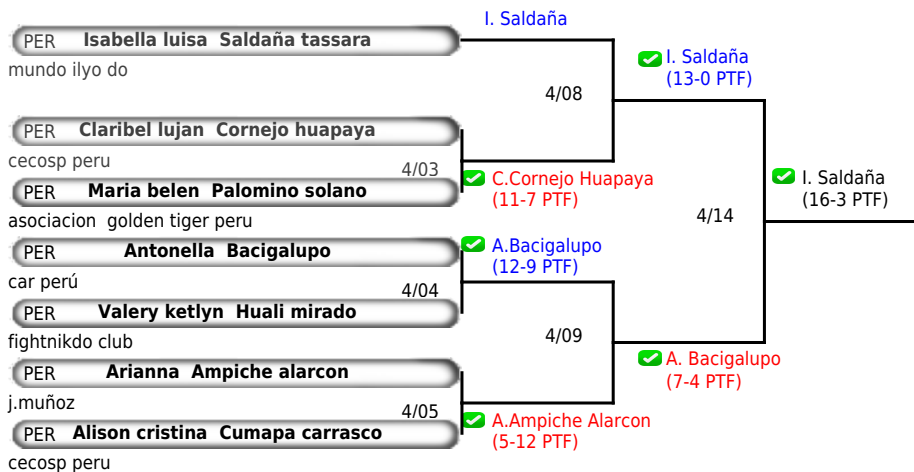 I. Saldaña
PER Isabella luisa Saldaña tassara
mundo ilyo do
I. Saldaña
(13-0 PTF)
4/08
PER Claribel lujan Cornejo huapaya
cecosp peru
4/03
C.Cornejo Huapaya
(11-7 PTF)
PER Maria belen Palomino solano
asociacion golden tiger peru
I. Saldaña
(16-3 PTF)
4/14
PER Antonella Bacigalupo
A.Bacigalupo
(12-9 PTF)
car perú
4/04
PER Valery ketlyn Huali mirado
fightnikdo club
4/09
A. Bacigalupo
(7-4 PTF)
PER Arianna Ampiche alarcon
j.muñoz
4/05
A.Ampiche Alarcon
(5-12 PTF)
PER Alison cristina Cumapa carrasco
cecosp peru